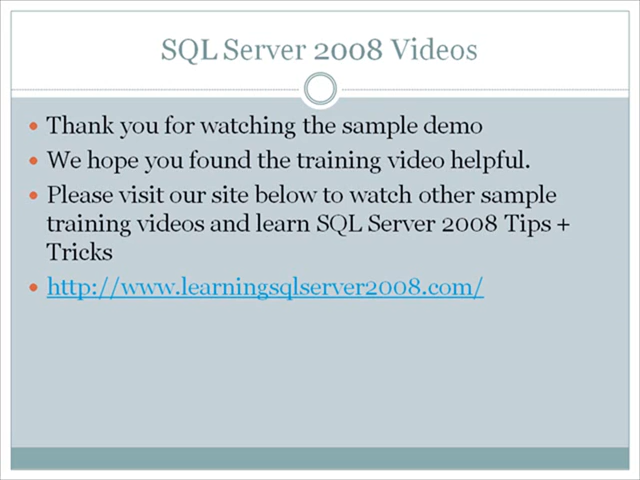 SQL Server 2008 Videos
• Thank you for watching the sample demo
• We hope you found the training video helpful.
• Please visit our site below to watch other sample
training videos and learn SQL Server 2008 Tips +
Tricks
• http://www.learningsqlserver2008.com/